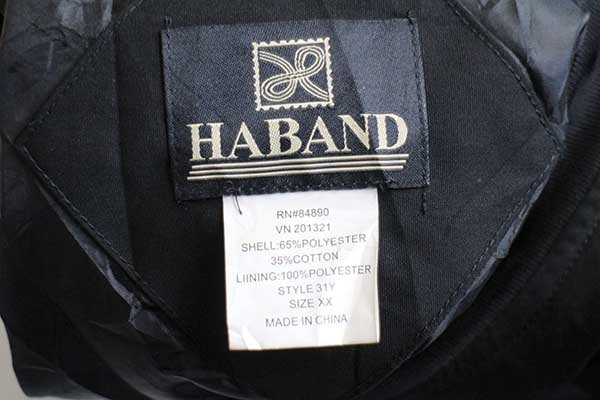 HABAND
RN#84890
VN 201321
SHELL:65%POLYESTER
35%COTTON
LIINING:100%POLYESTER
STYLE 31Y
SIZE XX
MADE IN CHINA